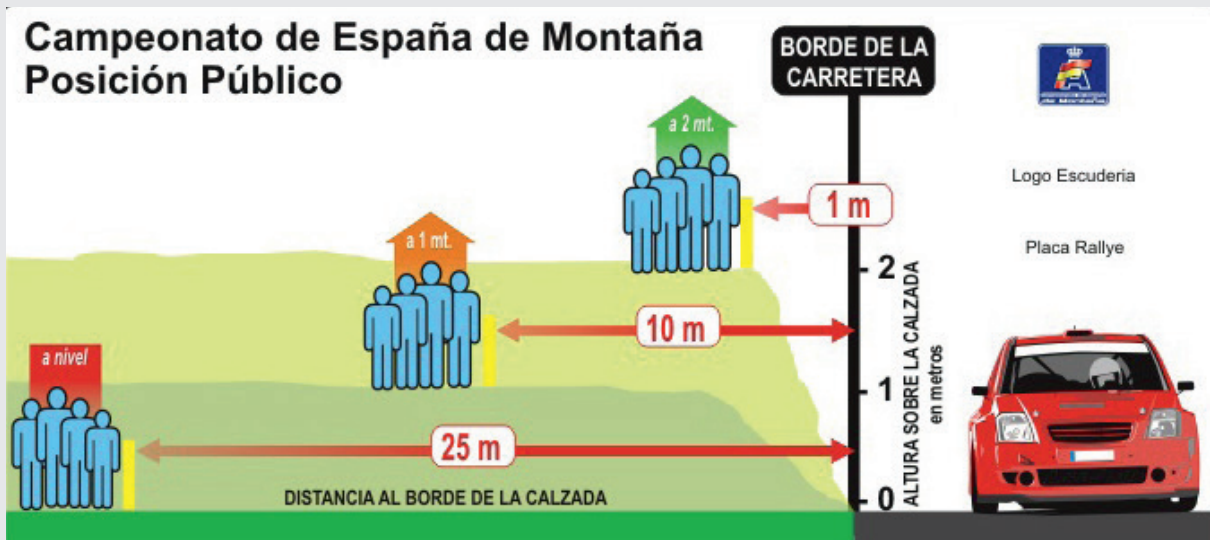 Campeonato de España de Montaña
Posición Público
BORDE DE LA
CARRETERA
a 2 mt.
1 m
Logo Escuderia
a 1 mt.
Placa Rallye
2
10 m
a nivel
1
ALTURA SOBRE LA CALZADA
en metros
25 m
DISTANCIA AL BORDE DE LA CALZADA
0